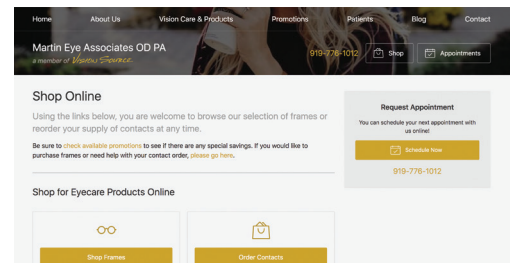 Home About Us Vision Care & Products Promotions Patients Blog Contact
Martin Eye Associates OD PA
a member of Vision Source.
919-776-1012 Shop Appointments
Shop Online
Using the links below, you are welcome to browse our selection of frames or
reorder your supply of contacts at any time.
Be sure to check available promotions to see if there are any special savings. If you would like to
purchase frames or need help with your contact order, please go here.
Shop for Eyecare Products Online
Shop Frames
Order Contacts
Request Appointment
You can schedule your next appointment with
us online!
Schedule Now
919-776-1012